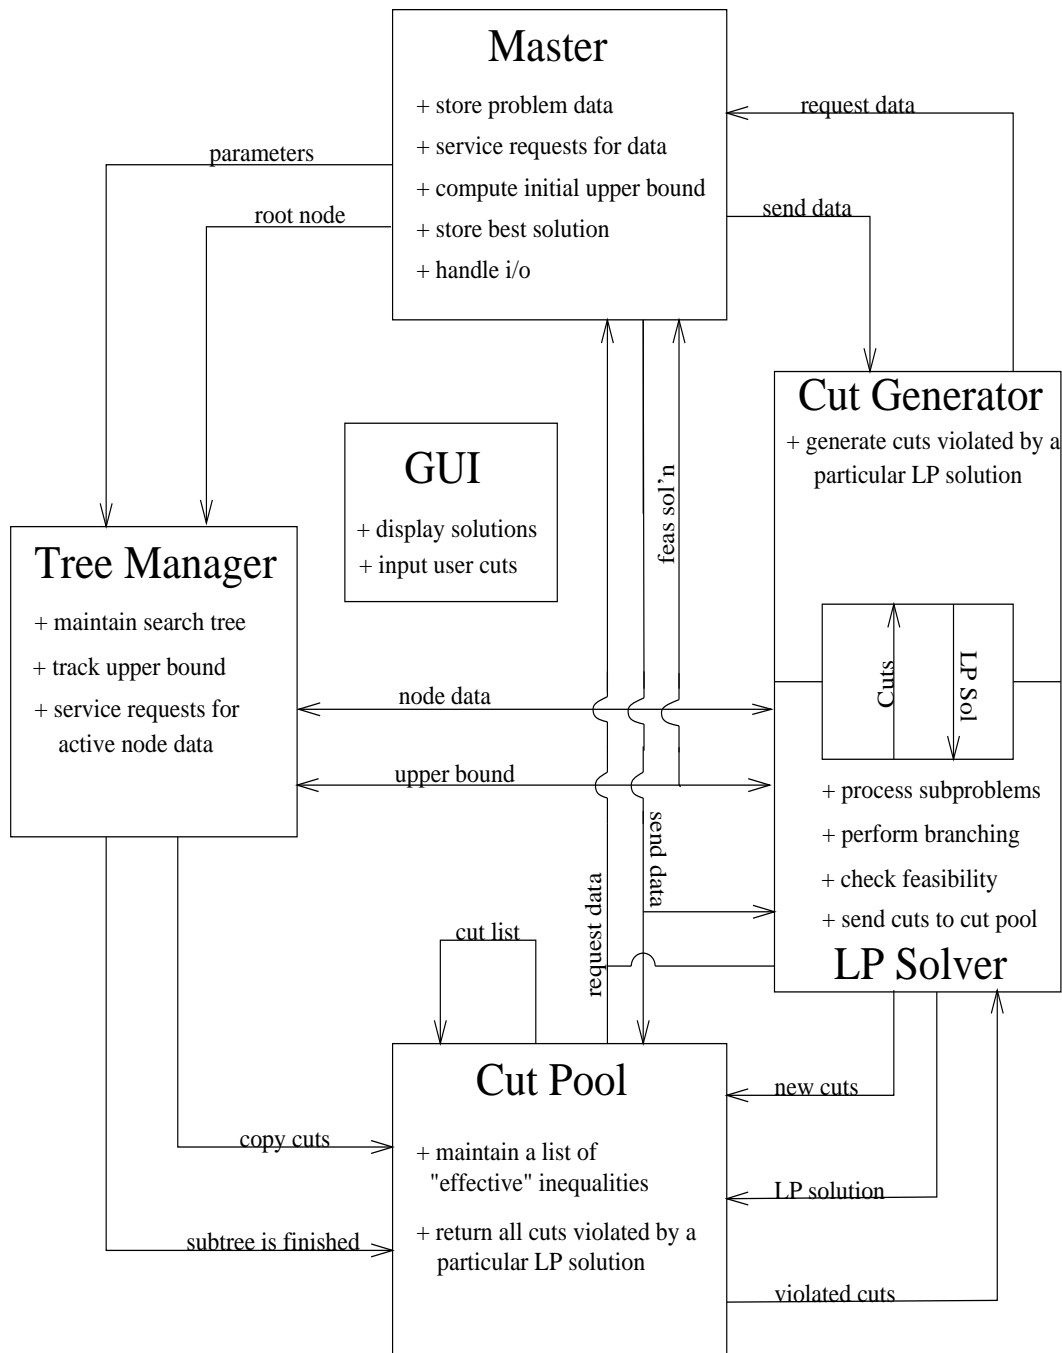 Master
+ store problem data
+ service requests for data
+ compute initial upper bound
+ store best solution
+ handle i/o
request data
parameters
send data
root node
Cut Generator
+ generate cuts violated by a
particular LP solution
GUI
+ display solutions
+ input user cuts
feas sol'n
Tree Manager
+ maintain search tree
+ track upper bound
+ service requests for
active node data
Cuts
LP Sol
node data
upper bound
+ process subproblems
+ perform branching
+ check feasibility
+ send cuts to cut pool
LP Solver
send data
request data
cut list
Cut Pool
+ maintain a list of
"effective" inequalities
+ return all cuts violated by a
particular LP solution
new cuts
copy cuts
LP solution
subtree is finished
violated cuts